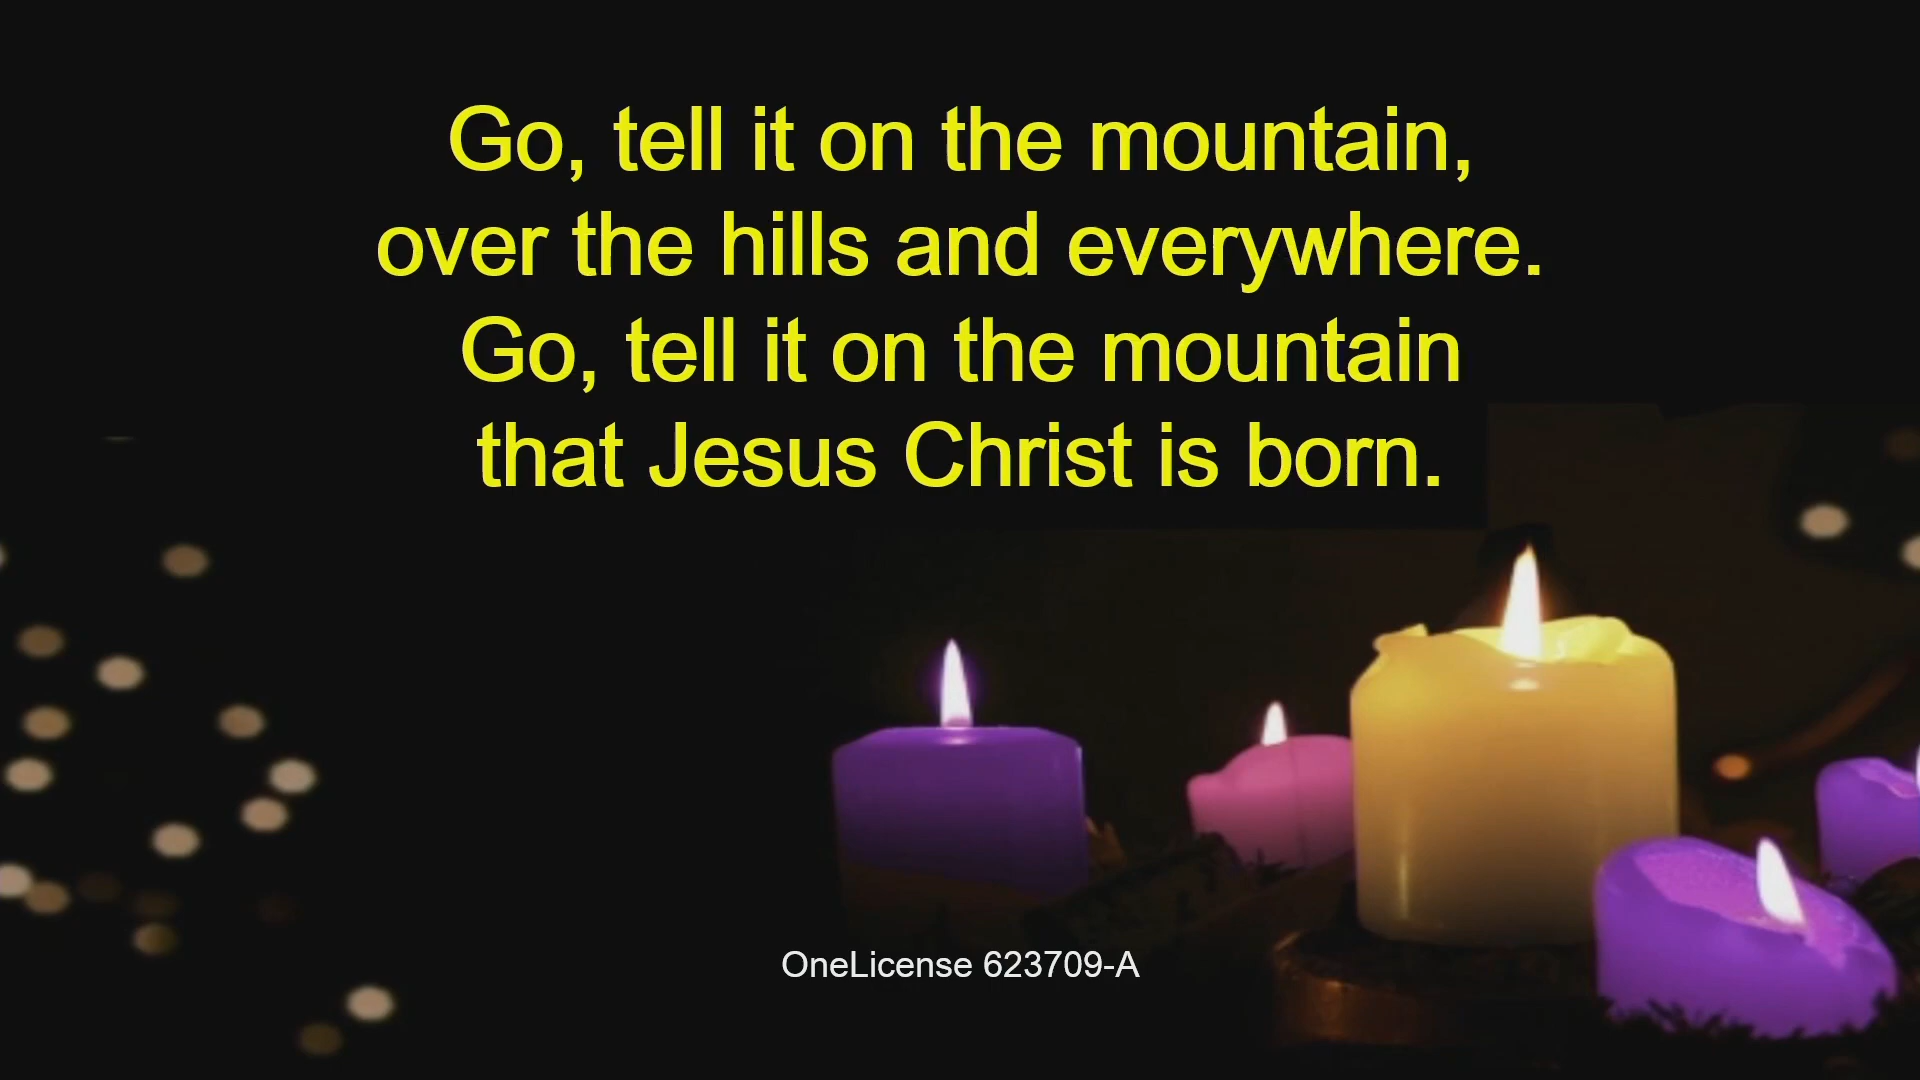 Go, tell it on the mountain,
over the hills and everywhere.
Go, tell it on the mountain
that Jesus Christ is born.
OneLicense 623709-A